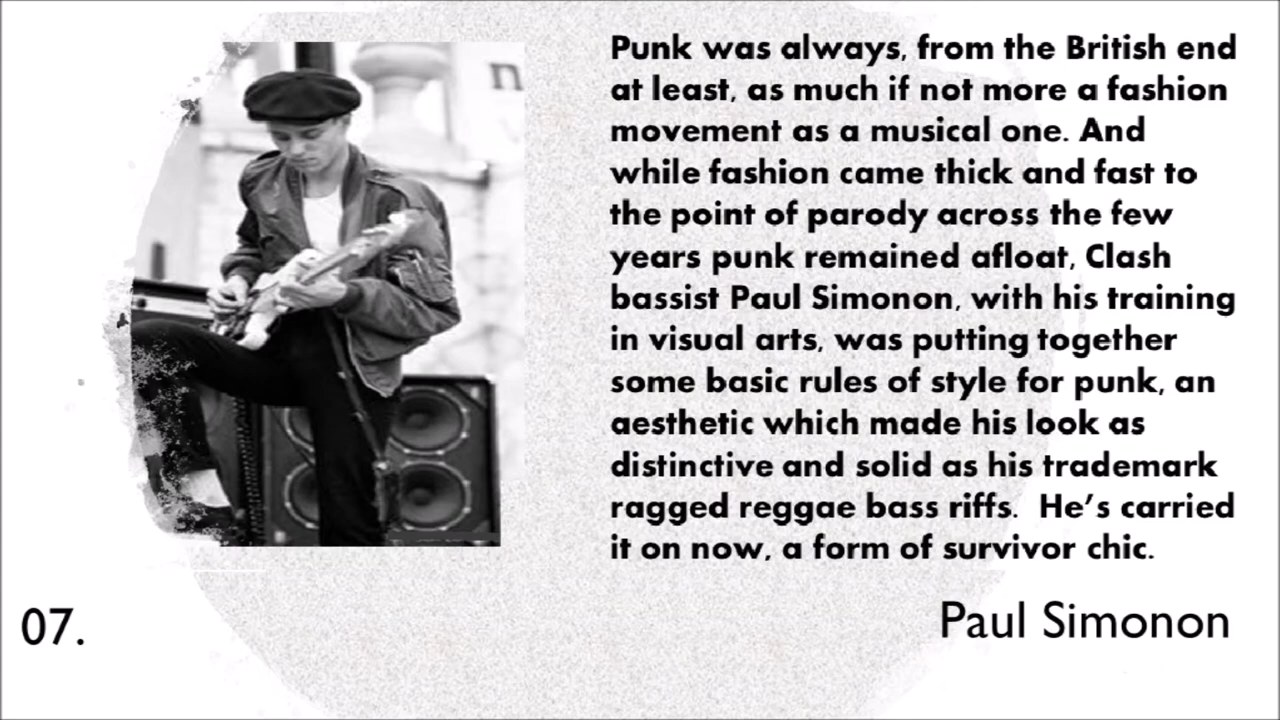 Punk was always, from the British end
at least, as much if not more a fashion
movement as a musical one. And
while fashion came thick and fast to
the point of parody across the few
years punk remained afloat, Clash
bassist Paul Simonon, with his training
in visual arts, was putting together
some basic rules of style for punk, an
aesthetic which made his look as
distinctive and solid as his trademark
ragged reggae bass riffs.  He’s carried
it on now, a form of survivor chic.
07.
Paul Simonon